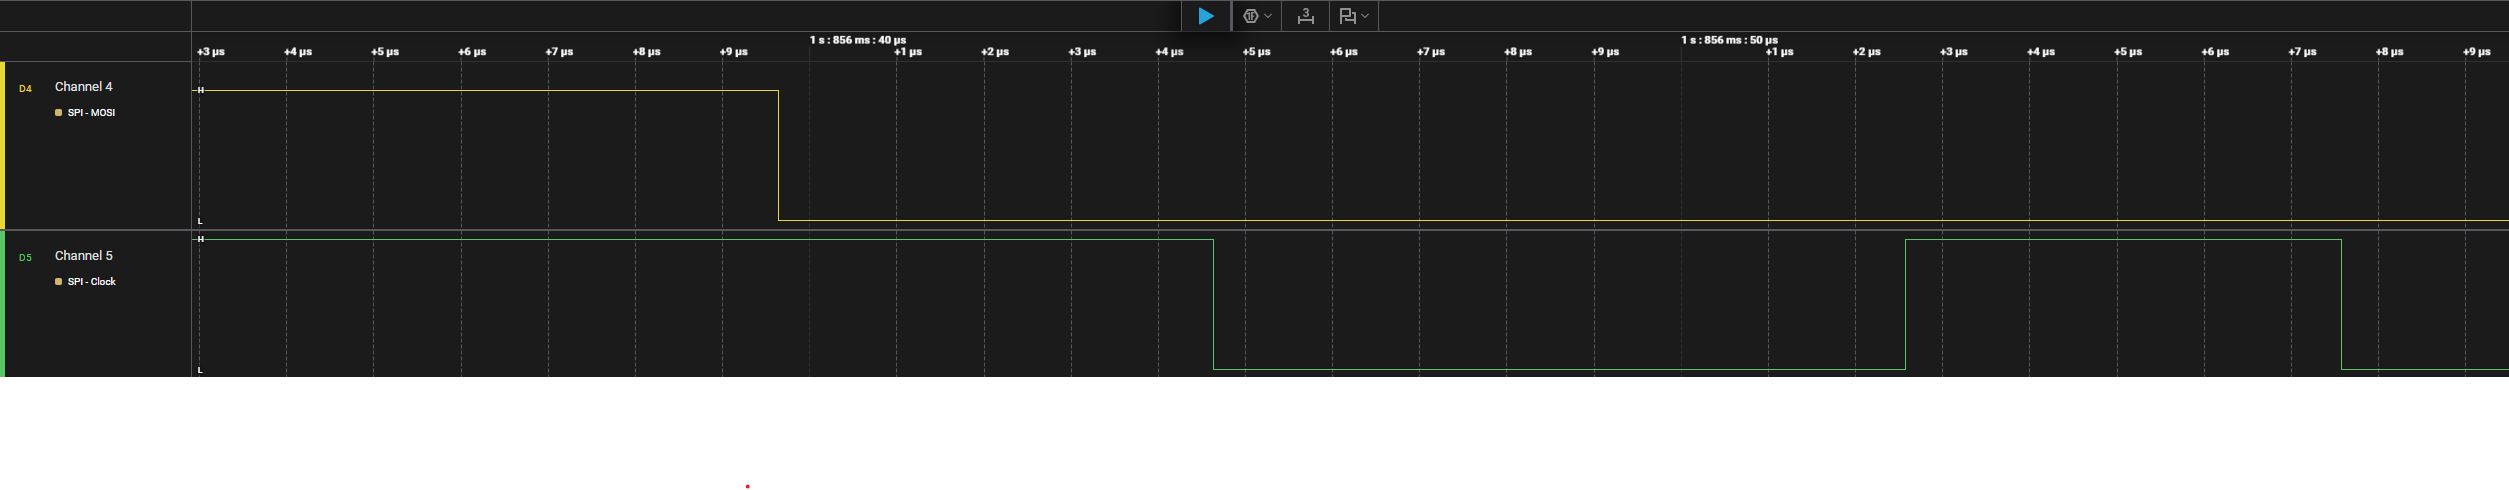 3
1 s : 856 ms : 40 µs 1 s : 856 ms : 50 µs
+3 µs +4 µs +5 µs +6 µs +7 µs +8 µs +9 µs +1 µs +2 µs +3 µs +4 µs +5 µs +6 µs +7 µs +8 µs +9 µs +1 µs +2 µs +3 µs +4 µs +5 µs +6 µs +7 µs +8 µs +9 µs
D4 Channel 4 H
SPI - MOSI
L
H
D5 Channel 5
SPI - Clock
L